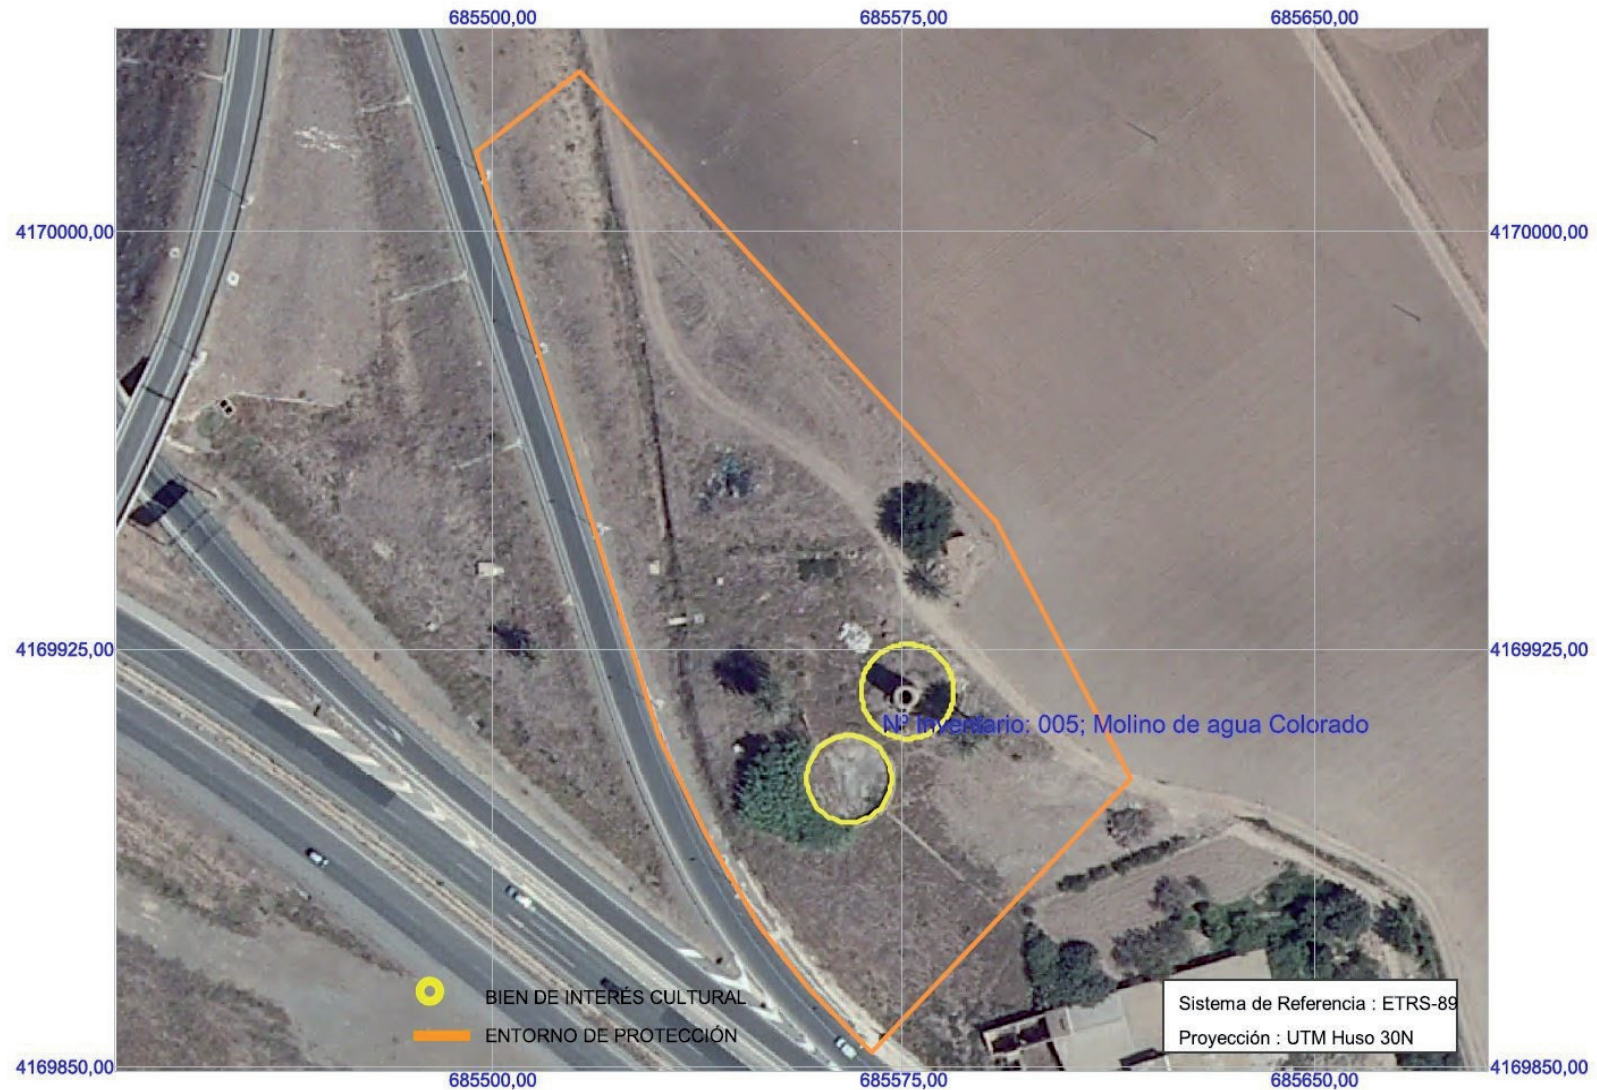 685500,00 685575,00 685650,00
4170000,00 4170000,00
4169925,00 4169925,00
Nº Inventario: 005; Molino de agua Colorado
BIEN DE INTERÉS CULTURAL
ENTORNO DE PROTECCIÓN
Sistema de Referencia : ETRS-89
Proyección : UTM Huso 30N
4169850,00 4169850,00
685500,00 685575,00 685650,00